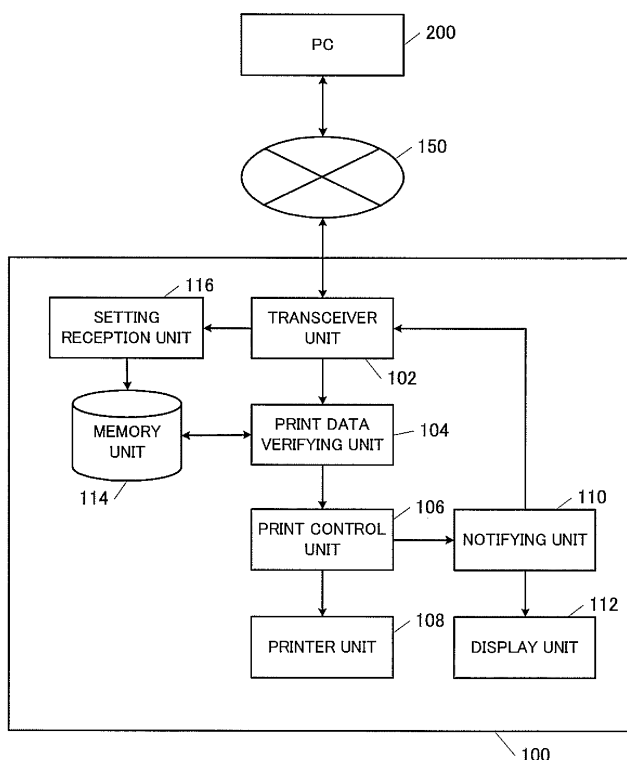 PC
200
150
116
SETTING
RECEPTION UNIT
TRANSCEIVER
UNIT
102
MEMORY
UNIT
114
PRINT DATA
VERIFYING UNIT
104
106
PRINT CONTROL
UNIT
110
NOTIFYING UNIT
108
PRINTER UNIT
112
DISPLAY UNIT
100